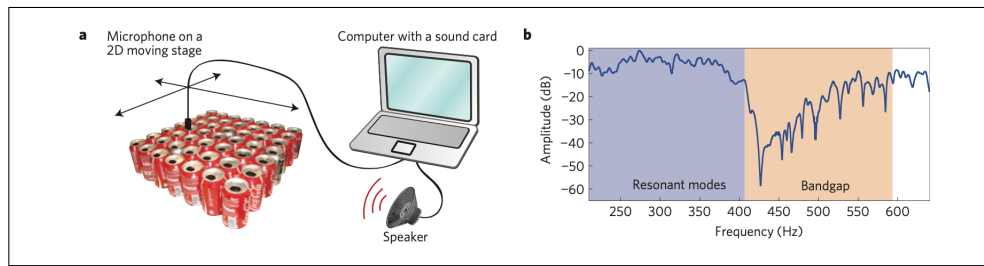 a
Microphone on a
2D moving stage
Computer with a sound card
Speaker
b
0
−10
−20
−30
−40
−50
−60
Amplitude (dB)
Resonant modes
Bandgap
250
300
350
400
450
500
550
600
Frequency (Hz)